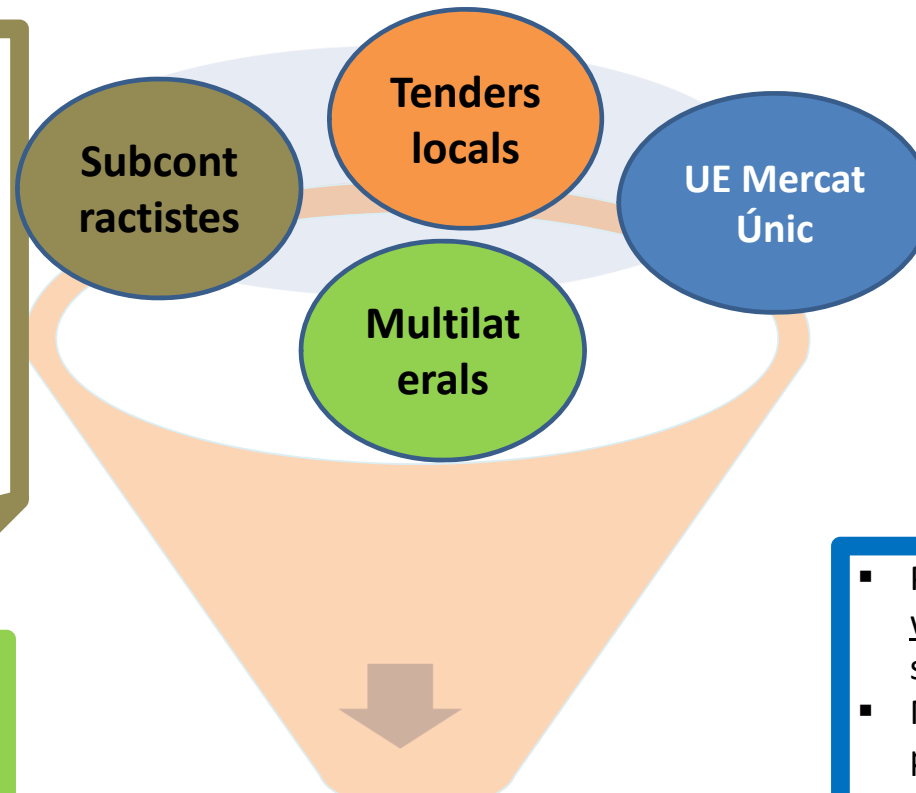 Tenders
locals
Subcont
ractistes
UE Mercat
Únic
Multilat
erals